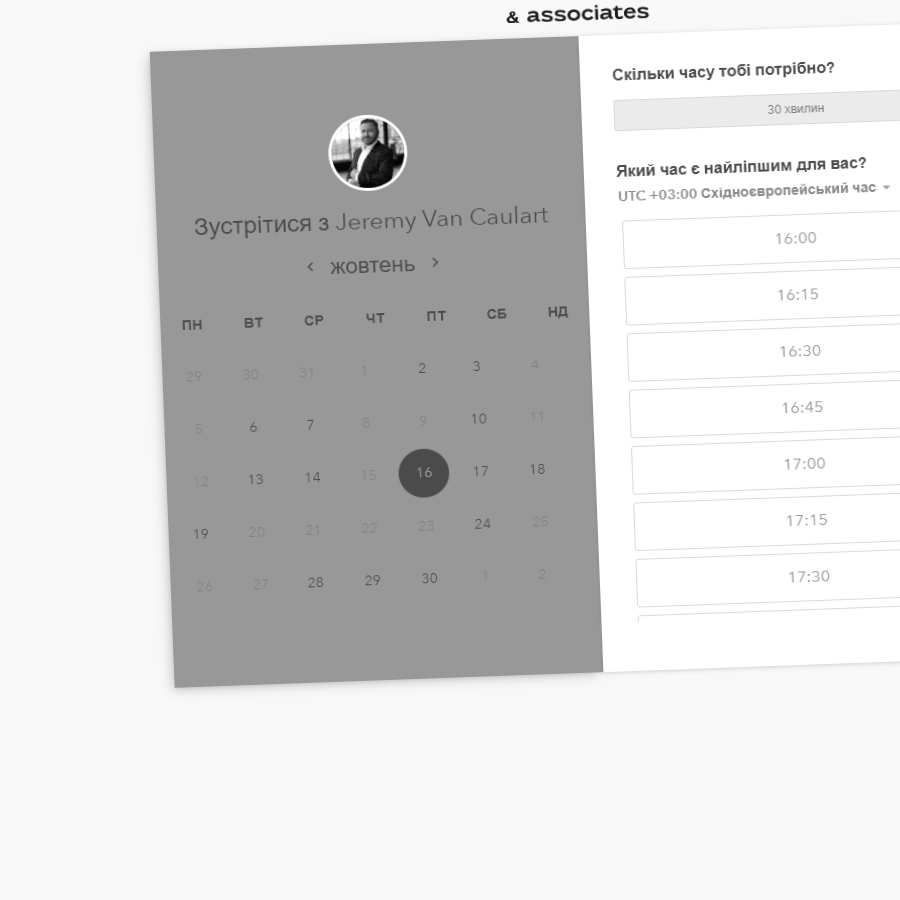 & associates
Зустрітися з Jeremy Van Caulart
жовтень
ПН ВТ СР ЧТ ПТ СБ НД
29 30 31 1 2 3 4
5 6 7 8 9 10 11
12 13 14 15 16 17 18
19 20 21 22 23 24 25
26 27 28 29 30 1 2
Скільки часу тобі потрібно?
30 хвилин
Який час є найліпшим для вас?
UTC +03:00 Східноєвропейський час
16:00
16:15
16:30
16:45
17:00
17:15
17:30